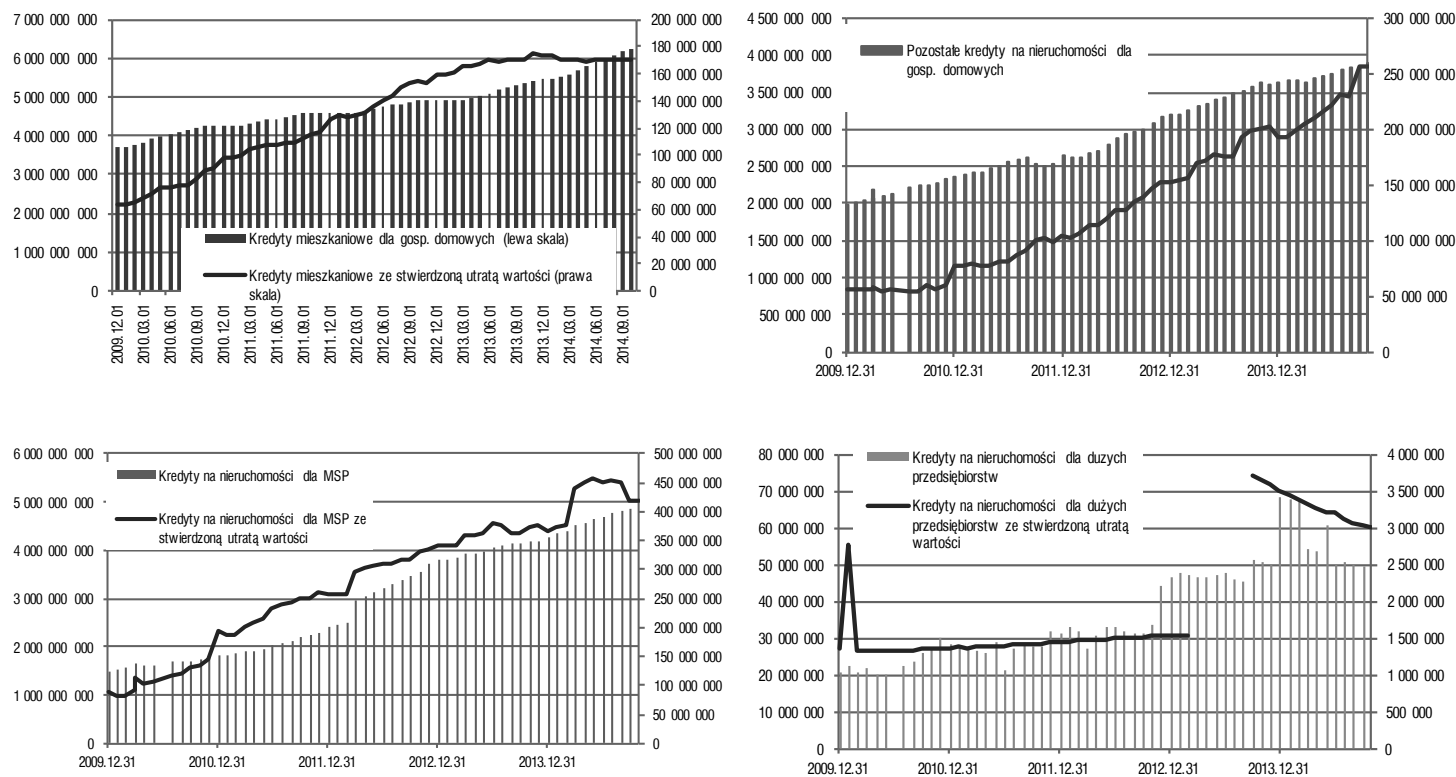 7 000 000 000
6 000 000 000
5 000 000 000
4 000 000 000
3 000 000 000
2 000 000 000
1 000 000 000
0
200 000 000
180 000 000
160 000 000
140 000 000
120 000 000
100 000 000
80 000 000
60 000 000
40 000 000
20 000 000
0
Kredyty mieszkaniowe dla gosp. domowych (lewa skala)
Kredyty mieszkaniowe ze stwierdzoną utratą wartości (prawa
skala)
2009.12.01
2010.03.01
2010.06.01
2010.09.01
2010.12.01
2011.03.01
2011.06.01
2011.09.01
2011.12.01
2012.03.01
2012.06.01
2012.09.01
2012.12.01
2013.03.01
2013.06.01
2013.09.01
2013.12.01
2014.03.01
2014.06.01
2014.09.01
4 500 000 000
4 000 000 000
3 500 000 000
3 000 000 000
2 500 000 000
2 000 000 000
1 500 000 000
1 000 000 000
500 000 000
0
300 000 000
250 000 000
200 000 000
150 000 000
100 000 000
50 000 000
0
Pozostałe kredyty na nieruchomości dla
gosp. domowych
2009.12.31
2010.12.31
2011.12.31
2012.12.31
2013.12.31
6 000 000 000
5 000 000 000
4 000 000 000
3 000 000 000
2 000 000 000
1 000 000 000
0
500 000 000
450 000 000
400 000 000
350 000 000
300 000 000
250 000 000
200 000 000
150 000 000
100 000 000
50 000 000
0
Kredyty na nieruchomości dla MSP
Kredyty na nieruchomości dla MSP ze
stwierdzoną utratą wartości
2009.12.31
2010.12.31
2011.12.31
2012.12.31
2013.12.31
80 000 000
70 000 000
60 000 000
50 000 000
40 000 000
30 000 000
20 000 000
10 000 000
0
4 000 000
3 500 000
3 000 000
2 500 000
2 000 000
1 500 000
1 000 000
500 000
0
Kredyty na nieruchomości dla duzych
przedsiębiorstw
Kredyty na nieruchomości dla dużych
przedsiębiorstw ze stwierdzoną utratą
wartości
2009.12.31
2010.12.31
2011.12.31
2012.12.31
2013.12.31